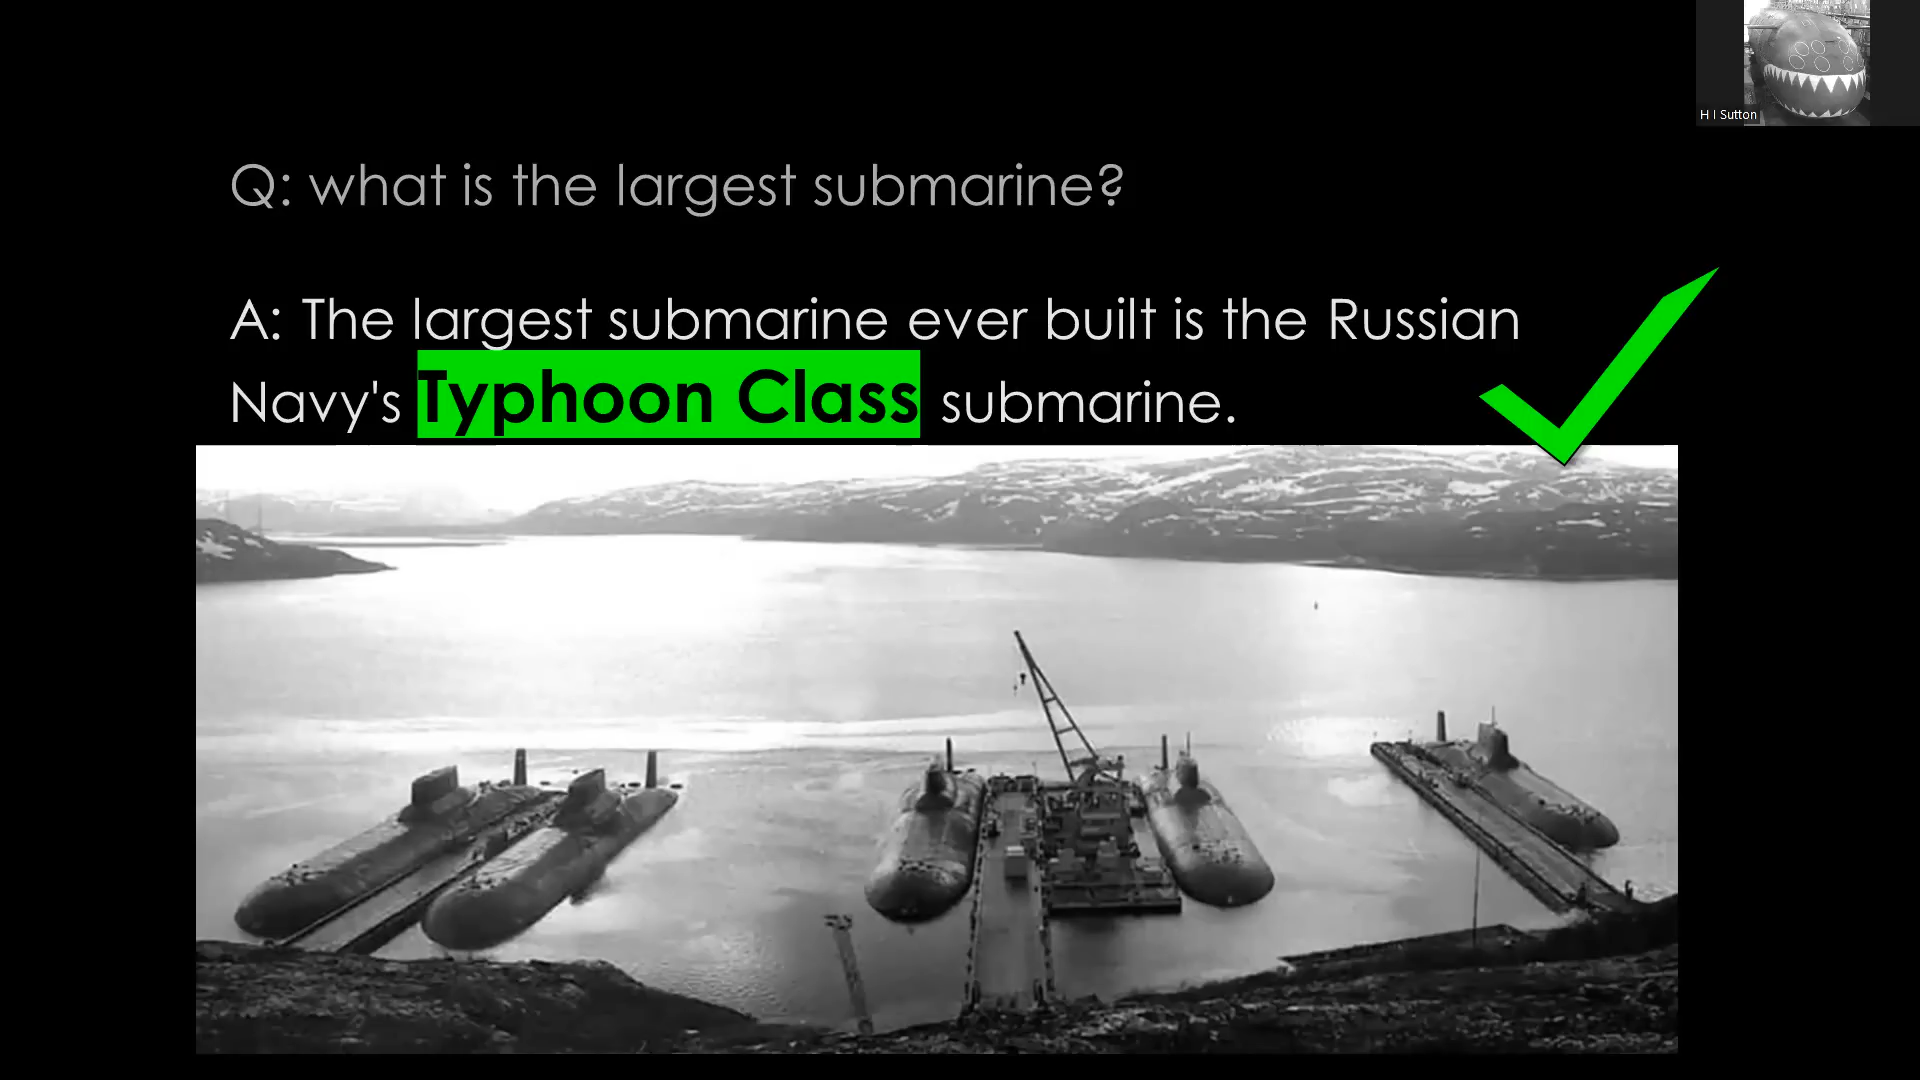 H I Sutton
Q: what is the largest submarine?
A: The largest submarine ever built is the Russian
Navy's Typhoon Class submarine.